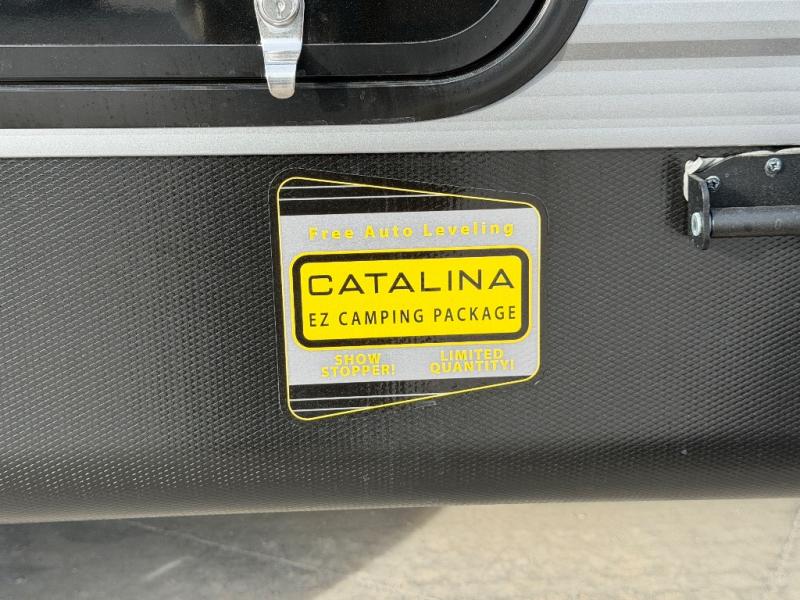 Free Auto Leveling
CATALINA
EZ CAMPING PACKAGE
SHOW
STOPPER!
LIMITED
QUANTITY!